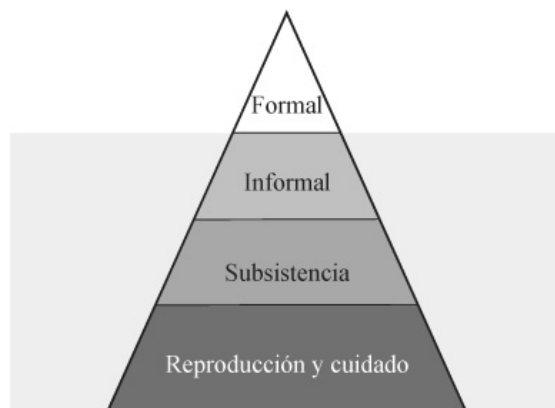 Formal
Informal
Subsistencia
Reproducción y cuidado